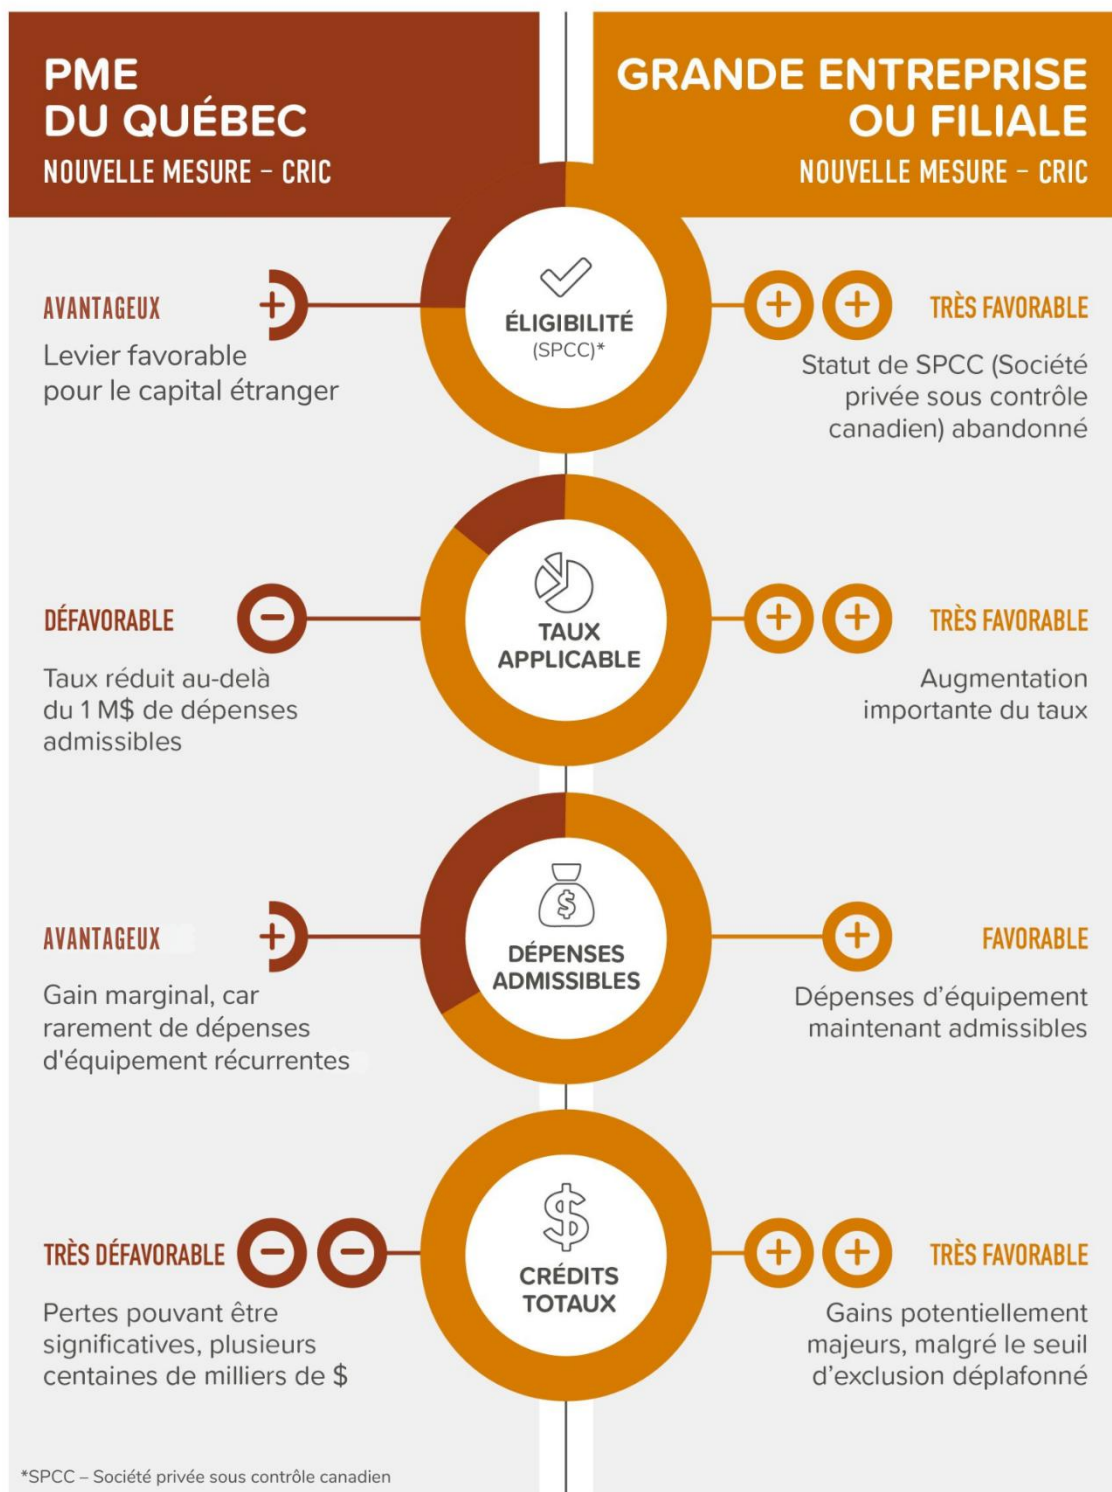 PME
DU QUÉBEC
NOUVELLE MESURE – CRIC
GRANDE ENTREPRISE
OU FILIALE
NOUVELLE MESURE – CRIC
ÉLIGIBILITÉ
(SPCC)*
AVANTAGEUX
Levier favorable
pour le capital étranger
TRÈS FAVORABLE
Statut de SPCC (Société
privée sous contrôle
canadien) abandonné
TAUX
APPLICABLE
DÉFAVORABLE
Taux réduit au-delà
du 1 M$ de dépenses
admissibles
TRÈS FAVORABLE
Augmentation
importante du taux
DÉPENSES
ADMISSIBLES
AVANTAGEUX
Gain marginal, car
rarement de dépenses
d'équipement récurrentes
FAVORABLE
Dépenses d’équipement
maintenant admissibles
CRÉDITS
TOTAUX
TRÈS DÉFAVORABLE
Pertes pouvant être
significatives, plusieurs
centaines de milliers de $
TRÈS FAVORABLE
Gains potentiellement
majeurs, malgré le seuil
d’exclusion déplafonné
*SPCC – Société privée sous contrôle canadien